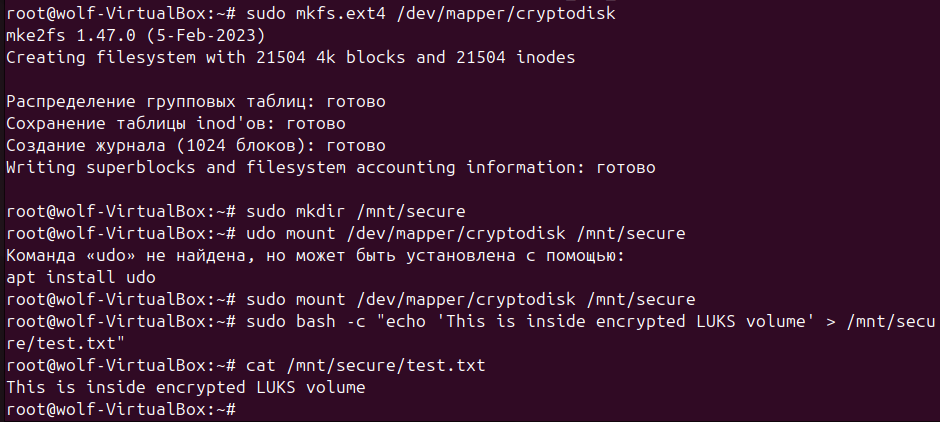 root@wolf-VirtualBox:~# sudo mkfs.ext4 /dev/mapper/cryptodisk
mke2fs 1.47.0 (5-Feb-2023)
Creating filesystem with 21504 4k blocks and 21504 inodes
Распределение групповых таблиц: готово
Сохранение таблицы inod'ов: готово
Создание журнала (1024 блоков): готово
Writing superblocks and filesystem accounting information: готово
root@wolf-VirtualBox:~# sudo mkdir /mnt/secure
root@wolf-VirtualBox:~# udo mount /dev/mapper/cryptodisk /mnt/secure
Команда «udo» не найдена, но может быть установлена с помощью:
apt install udo
root@wolf-VirtualBox:~# sudo mount /dev/mapper/cryptodisk /mnt/secure
root@wolf-VirtualBox:~# sudo bash -c "echo 'This is inside encrypted LUKS volume' > /mnt/secu
re/test.txt"
root@wolf-VirtualBox:~# cat /mnt/secure/test.txt
This is inside encrypted LUKS volume
root@wolf-VirtualBox:~#